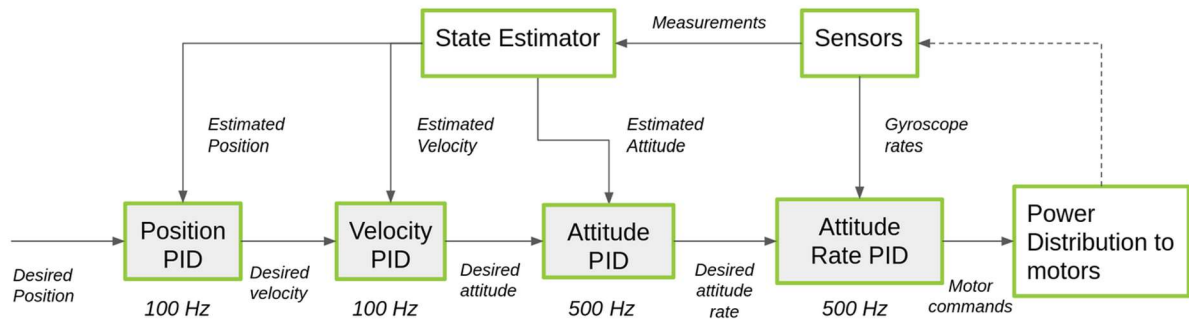 Measurements
State Estimator
Sensors
Estimated
Position
Estimated
Velocity
Estimated
Attitude
Gyroscope
rates
Position
PID
Velocity
PID
Attitude
PID
Attitude
Rate PID
Power
Distribution to
motors
Desired
Position
Desired
velocity
Desired
attitude
Desired
attitude
rate
Motor
commands
100 Hz
100 Hz
500 Hz
500 Hz